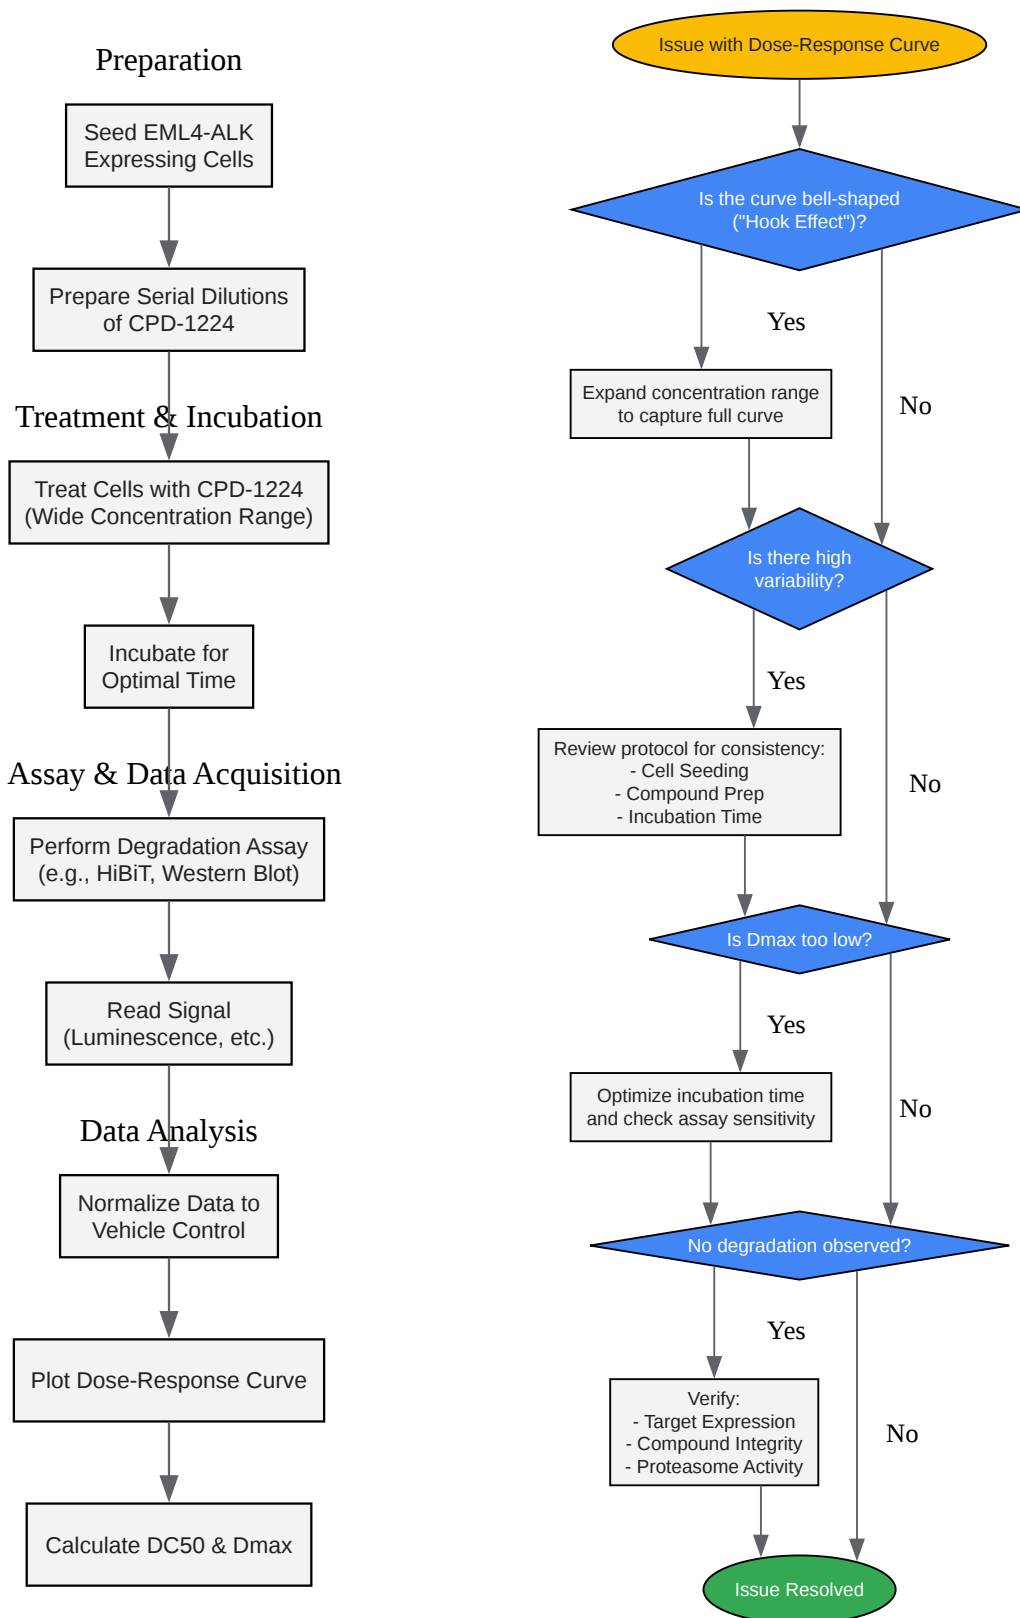 Preparation
Seed EML4-ALK
Expressing Cells
Prepare Serial Dilutions
of CPD-1224
Treatment & Incubation
Treat Cells with CPD-1224
(Wide Concentration Range)
Incubate for
Optimal Time
Assay & Data Acquisition
Perform Degradation Assay
(e.g., HiBiT, Western Blot)
Read Signal
(Luminescence, etc.)
Data Analysis
Normalize Data to
Vehicle Control
Plot Dose-Response Curve
Calculate DC50 & Dmax
Issue with Dose-Response Curve
Is the curve bell-shaped
("Hook Effect")?
Yes
No
Expand concentration range
to capture full curve
Is there high
variability?
Yes
No
Review protocol for consistency:
- Cell Seeding
- Compound Prep
- Incubation Time
Is Dmax too low?
Yes
No
Optimize incubation time
and check assay sensitivity
No degradation observed?
Yes
No
Verify:
- Target Expression
- Compound Integrity
- Proteasome Activity
Issue Resolved